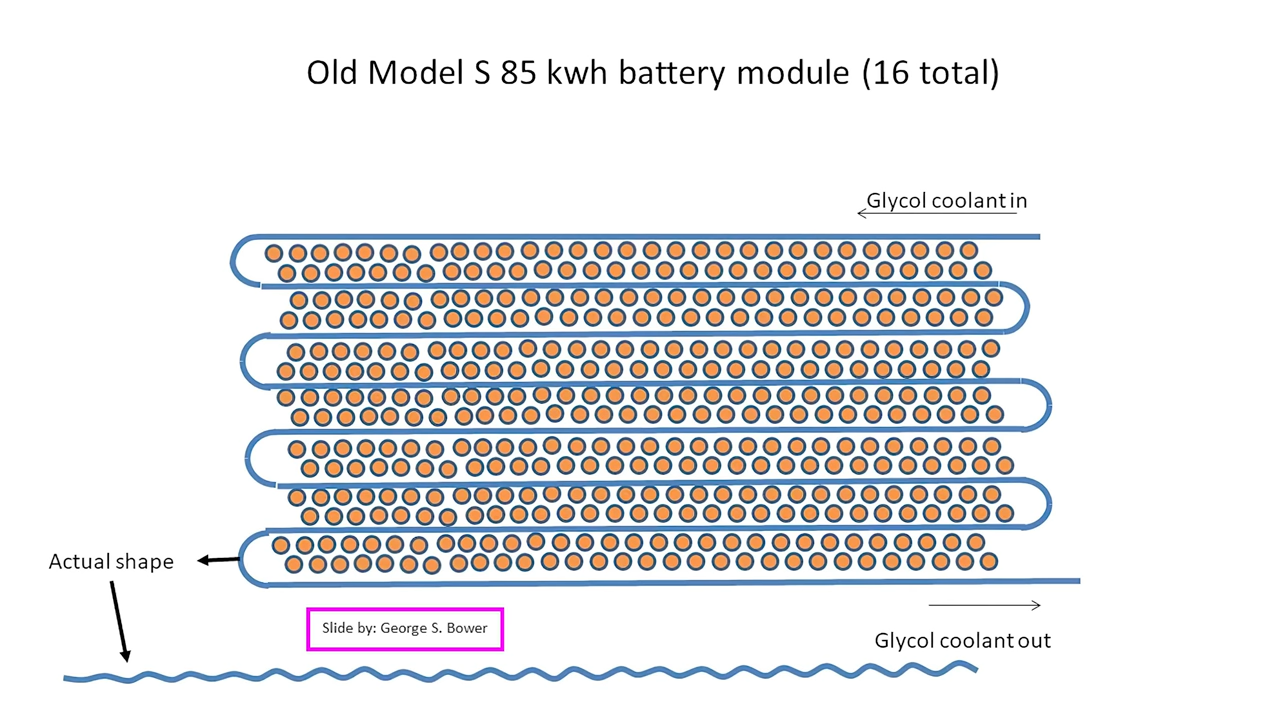 Old Model S 85 kwh battery module (16 total)
Glycol coolant in
Actual shape
Slide by: George S. Bower
Glycol coolant out